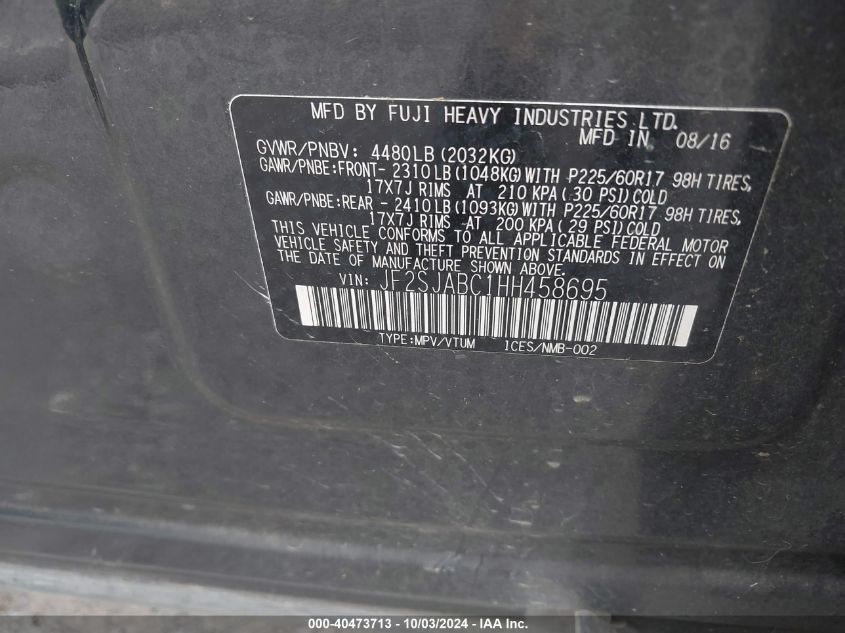 MFD BY FUJI HEAVY INDUSTRIES LTD.
MFD IN 08/16
GVWR/PNBV: 4480LB(2032KG)
GAWR/PNBE:FRONT- 2310LB(1048KG)WITH P225/60R17 98H TIRES,
17X7J RIMS AT 210 KPA( 30 PSI)COLD
GAWR/PNBE:REAR - 2410LB(1093KG)WITH P225/60R17 98H TIRES,
17X7J RIMS AT 200 KPA( 29 PSI)COLD
THIS VEHICLE CONFORMS TO ALL APPLICABLE FEDERAL MOTOR
VEHICLE SAFETY AND THEFT PREVENTION STANDARDS IN EFFECT ON
THE DATE OF MANUFACTURE SHOWN ABOVE.
VIN: JF2SJABC1HH458695
TYPE:MPV/VTUM ICES/NMB-002
000-40473713 - 10/03/2024 - IAA Inc.